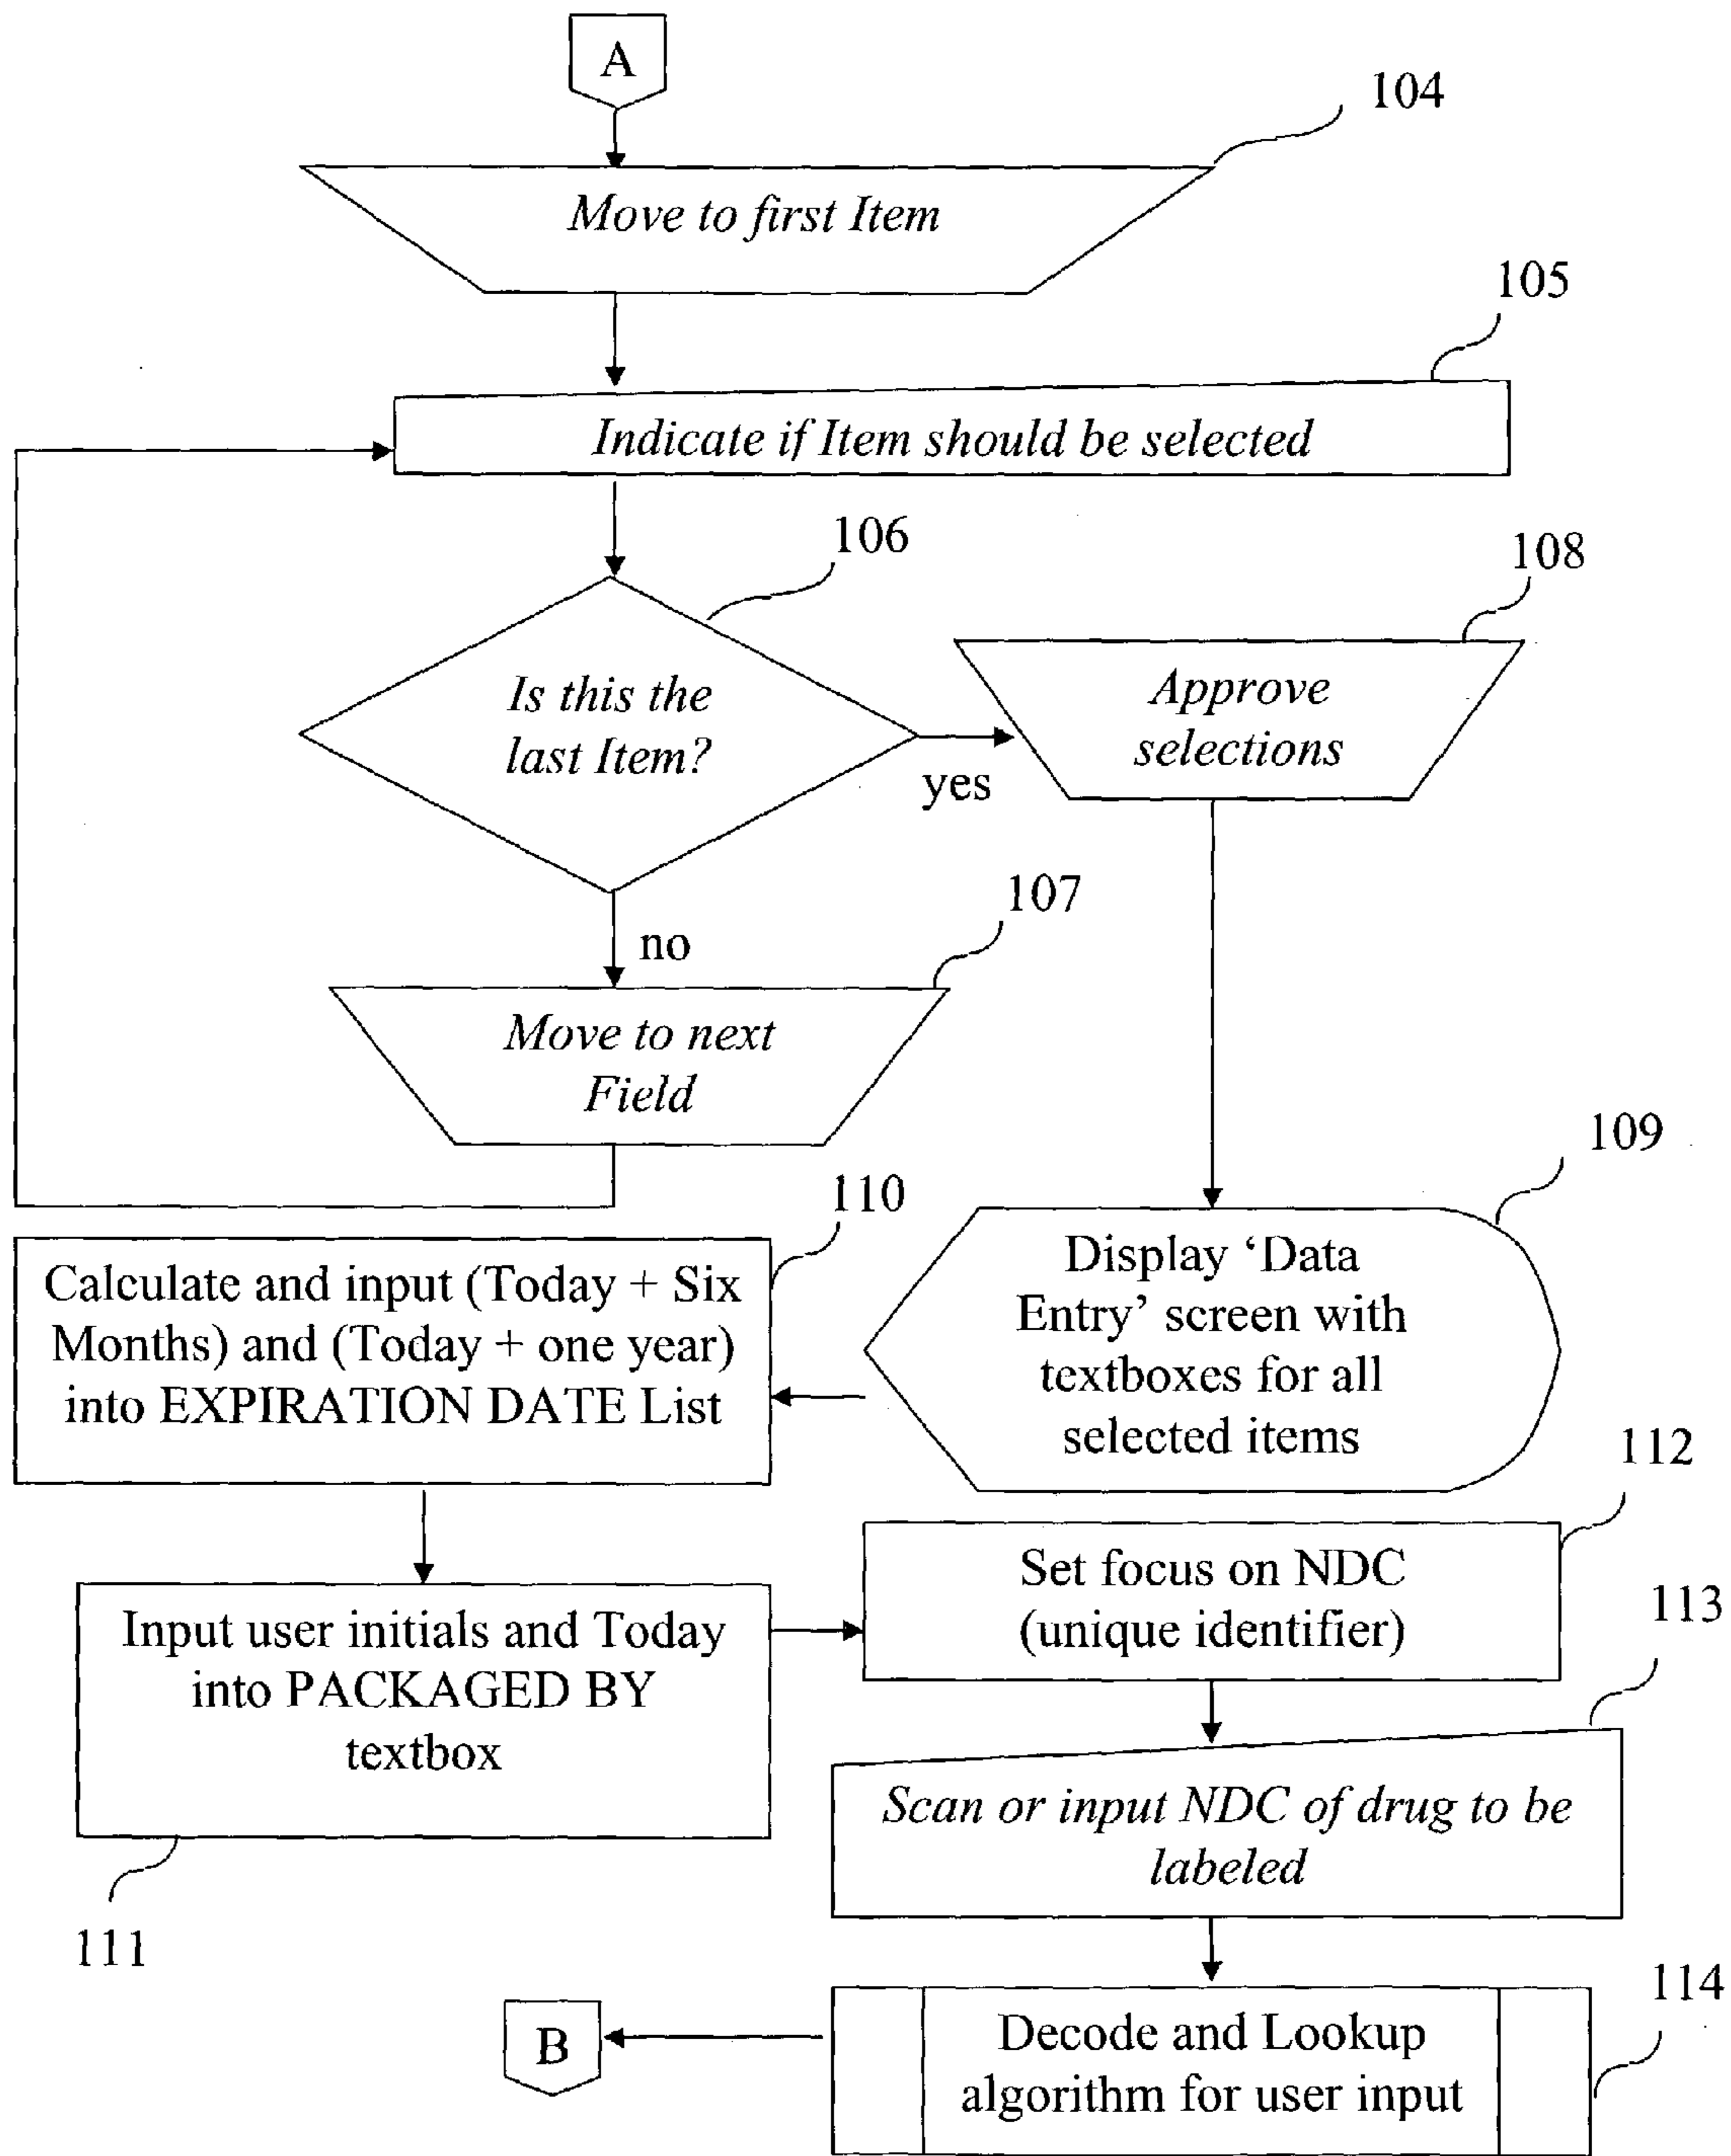 A
104
Move to first Item
105
Indicate if Item should be selected
106
108
Is this the
last Item?
Approve
selections
yes
no
107
Move to next
Field
109
110
Display ‘Data
Entry’ screen with
textboxes for all
selected items
Calculate and input (Today + Six
Months) and (Today + one year)
into EXPIRATION DATE List
112
Input user initials and Today
into PACKAGED BY
textbox
111
Set focus on NDC
(unique identifier)
113
Scan or input NDC of drug to be
labeled
114
Decode and Lookup
algorithm for user input
B